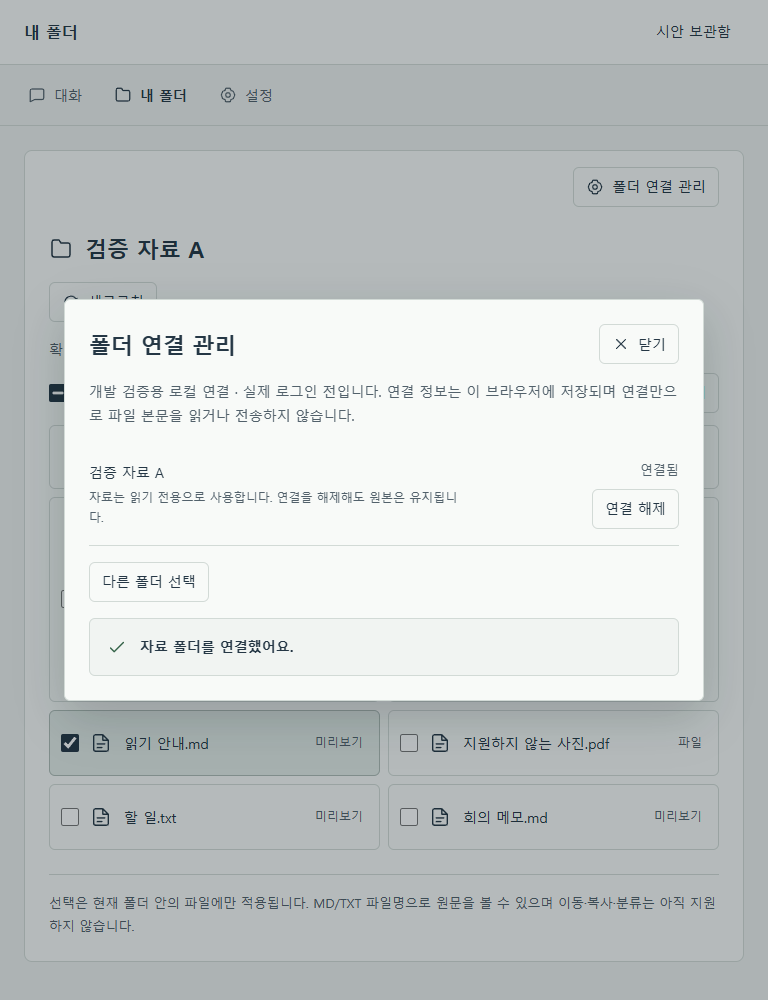 내 폴더
시안 보관함
대화
내 폴더
설정
폴더 연결 관리
검증 자료 A
확
폴더 연결 관리
닫기
개발 검증용 로컬 연결 · 실제 로그인 전입니다. 연결 정보는 이 브라우저에 저장되며 연결만으
로 파일 본문을 읽거나 전송하지 않습니다.
검증 자료 A
연결됨
자료는 읽기 전용으로 사용합니다. 연결을 해제해도 원본은 유지됩니
다.
연결 해제
다른 폴더 선택
자료 폴더를 연결했어요.
읽기 안내.md
미리보기
지원하지 않는 사진.pdf
파일
할 일.txt
미리보기
회의 메모.md
미리보기
선택은 현재 폴더 안의 파일에만 적용됩니다. MD/TXT 파일명으로 원문을 볼 수 있으며 이동·복사·분류는 아직 지원
하지 않습니다.